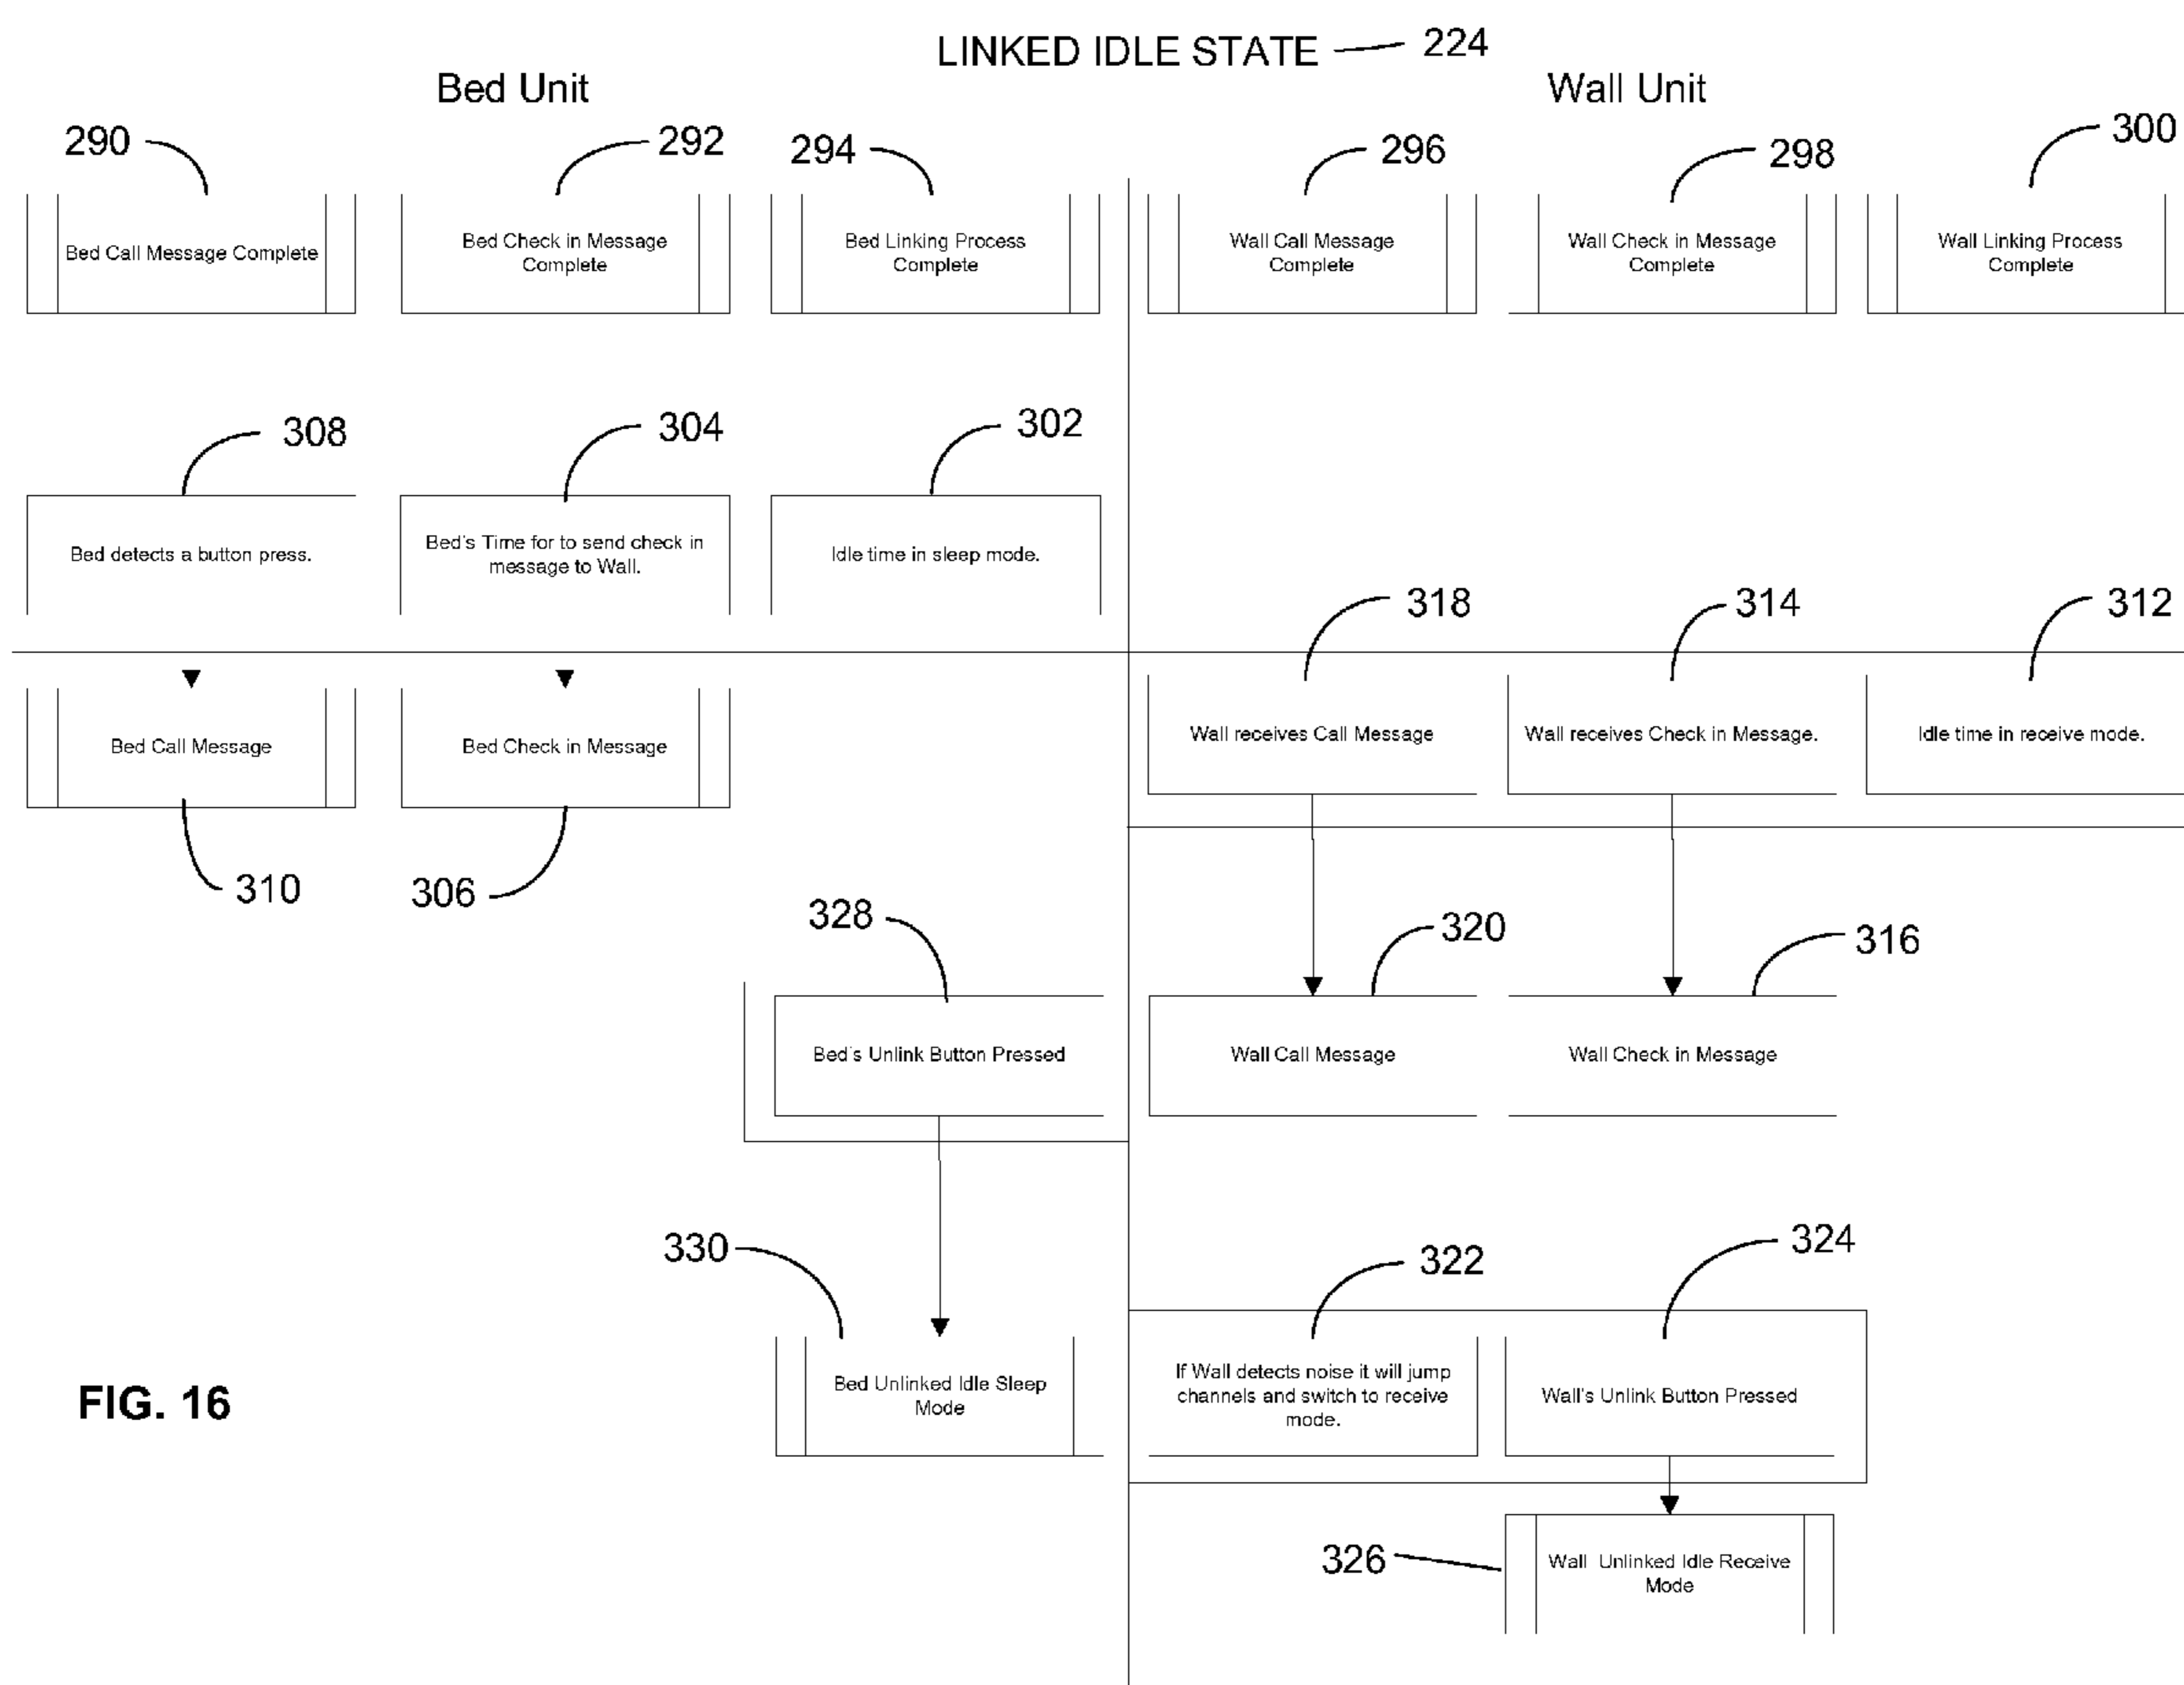 LINKED IDLE STATE 224
Bed Unit
Wall Unit
290
292
294
296
298
300
Bed Call Message Complete
Bed Check in Message
Complete
Bed Linking Process
Complete
Wall Call Message
Complete
Wall Check in Message
Complete
Wall Linking Process
Complete
308
304
302
Bed detects a button press.
Bed's Time for to send check in
message to Wall.
Idle time in sleep mode.
318
314
312
Bed Call Message
Bed Check in Message
Wall receives Call Message
Wall receives Check in Message.
Idle time in receive mode.
310
306
328
320
316
Bed's Unlink Button Pressed
Wall Call Message
Wall Check in Message
330
322
324
Bed Unlinked Idle Sleep
Mode
If Wall detects noise it will jump
channels and switch to receive
mode.
Wall's Unlink Button Pressed
FIG. 16
326
Wall Unlinked Idle Receive
Mode